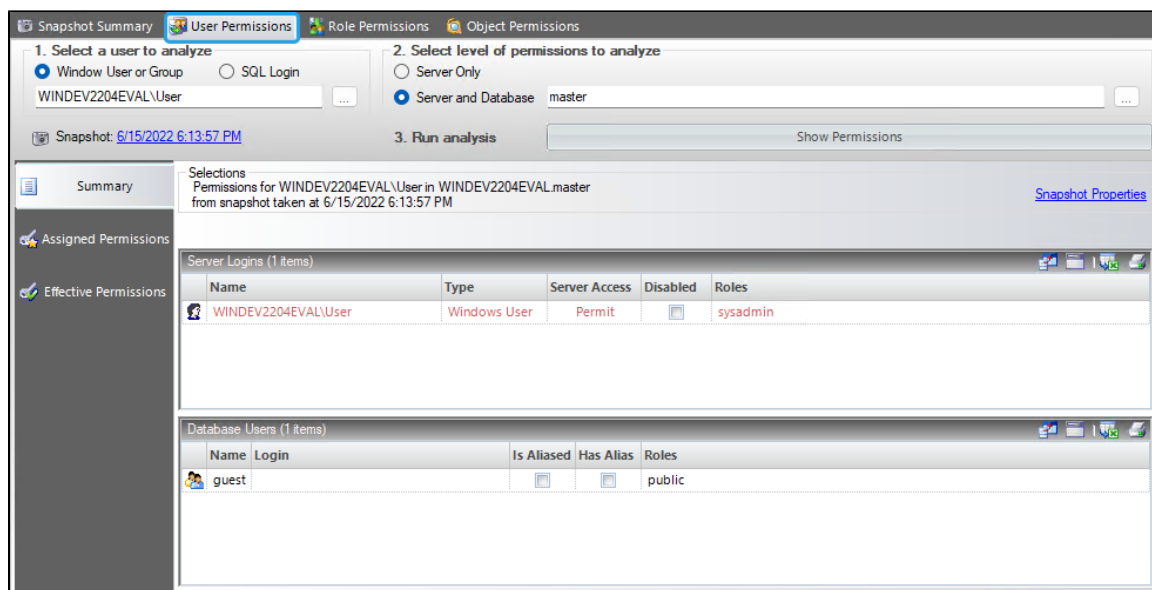 Snapshot Summary User Permissions Role Permissions Object Permissions
1. Select a user to analyze 2. Select level of permissions to analyze
Window User or Group SQL Login Server Only
WINDEV2204EVAL\User ... Server and Database master ...
Snapshot: 6/15/2022 6:13:57 PM 3. Run analysis Show Permissions
Summary
Assigned Permissions
Effective Permissions
Selections
Permissions for WINDEV2204EVAL\User in WINDEV2204EVAL.master
from snapshot taken at 6/15/2022 6:13:57 PM
Snapshot Properties
Server Logins (1 items)
Name Type Server Access Disabled Roles
WINDEV2204EVAL\User Windows User Permit sysadmin
Database Users (1 items)
Name Login Is Aliased Has Alias Roles
guest public